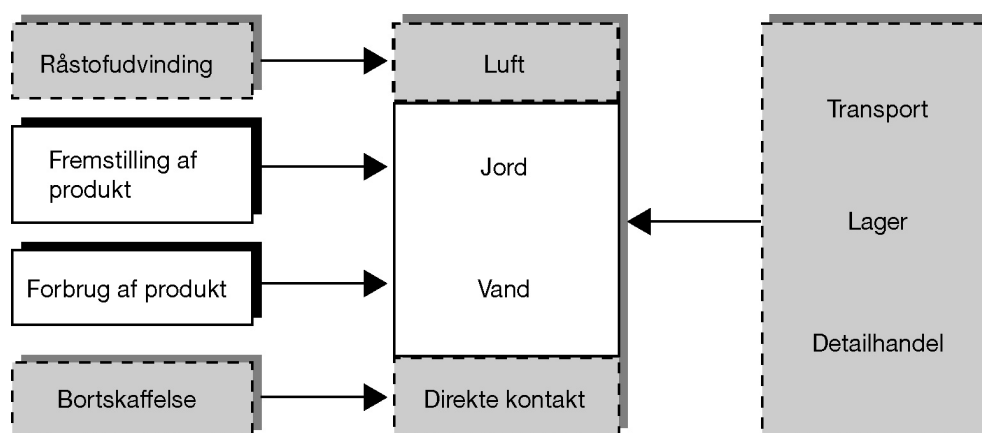 Råstofudvinding
Fremstilling af
produkt
Forbrug af produkt
Bortskaffelse
Luft
Jord
Vand
Direkte kontakt
Transport
Lager
Detailhandel